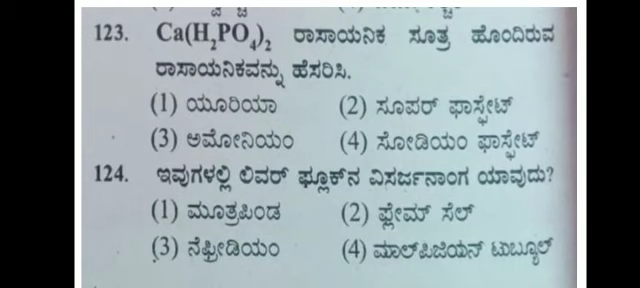 123. Ca(H₂PO₄)₂ ರಾಸಾಯನಿಕ ಸೂತ್ರ ಹೊಂದಿರುವ
ರಾಸಾಯನಿಕವನ್ನು ಹೆಸರಿಸಿ.
(1) ಯೂರಿಯಾ (2) ಸೂಪರ್ ಫಾಸ್ಫೇಟ್
(3) ಅಮೋನಿಯಂ (4) ಸೋಡಿಯಂ ಫಾಸ್ಫೇಟ್
124. ಇವುಗಳಲ್ಲಿ ಲಿವರ್ ಫ್ಲೂಕ್‌ನ ವಿಸರ್ಜನಾಂಗ ಯಾವುದು?
(1) ಮೂತ್ರಪಿಂಡ (2) ಫ್ಲೇಮ್ ಸೆಲ್
(3) ನೆಫ್ರೀಡಿಯಂ (4) ಮಾಲ್‌ಪಿಜಿಯನ್ ಟುಬ್ಯೂಲ್